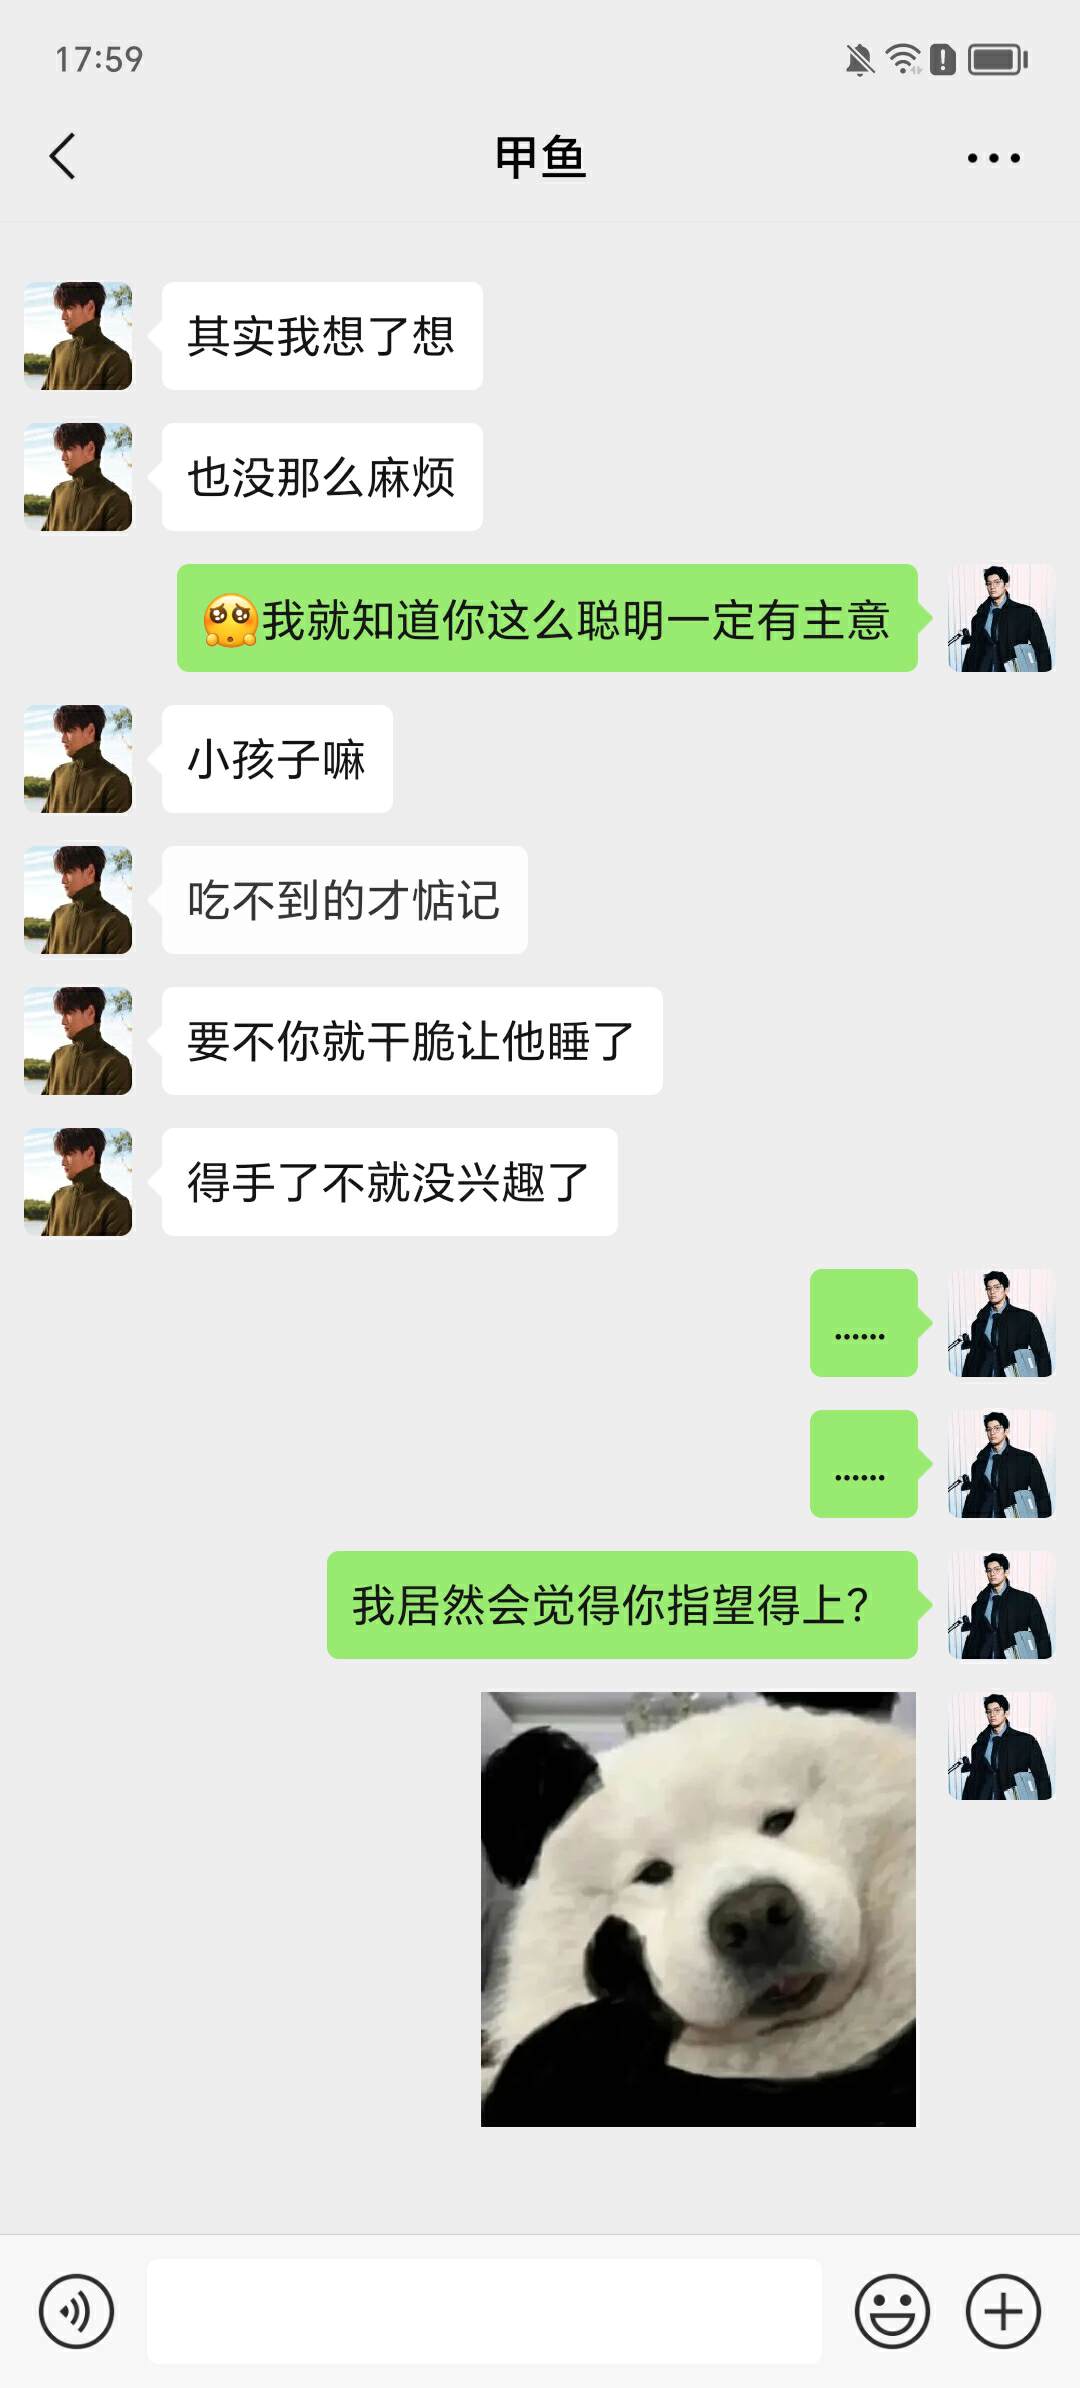 17:59
甲鱼
其实我想了想
也没那么麻烦
🥺我就知道你这么聪明一定有主意
小孩子嘛
吃不到的才惦记
要不你就干脆让他睡了
得手了不就没兴趣了
......
......
我居然会觉得你指望得上?